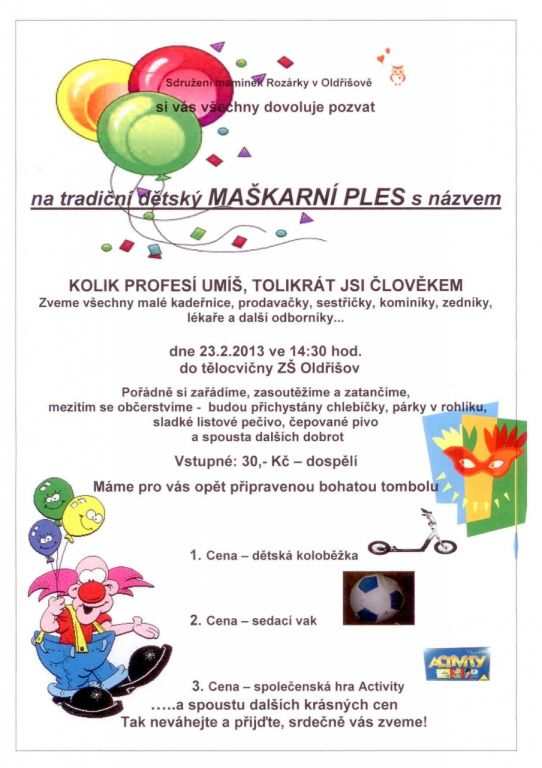 Sdružení maminek Rozárky v Oldřišově
si vás všechny dovoluje pozvat
na tradiční dětský MAŠKARNÍ PLES s názvem
KOLIK PROFESÍ UMÍŠ, TOLIKRÁT JSI ČLOVĚKEM
Zveme všechny malé kadeřnice, prodavačky, sestřičky, kominíky, zedníky,
lékaře a další odborníky...
dne 23.2.2013 ve 14:30 hod.
do tělocvičny ZŠ Oldřišov
Pořádně si zařádíme, zasoutěžíme a zatančíme,
mezitim se občerstvíme - budou přichystány chlebíčky, párky v rohlíku,
sladké listové pečivo, čepované pivo
a spousta dalších dobrot
Vstupné: 30,- Kč – dospělí
Máme pro vás opět připravenou bohatou tombolu
1. Cena – dětská koloběžka
2. Cena – sedací vak
ACTIVITY
3. Cena – společenská hra Activity
.....a spoustu dalších krásných cen
Tak neváhejte a přijďte, srdečně vás zveme!